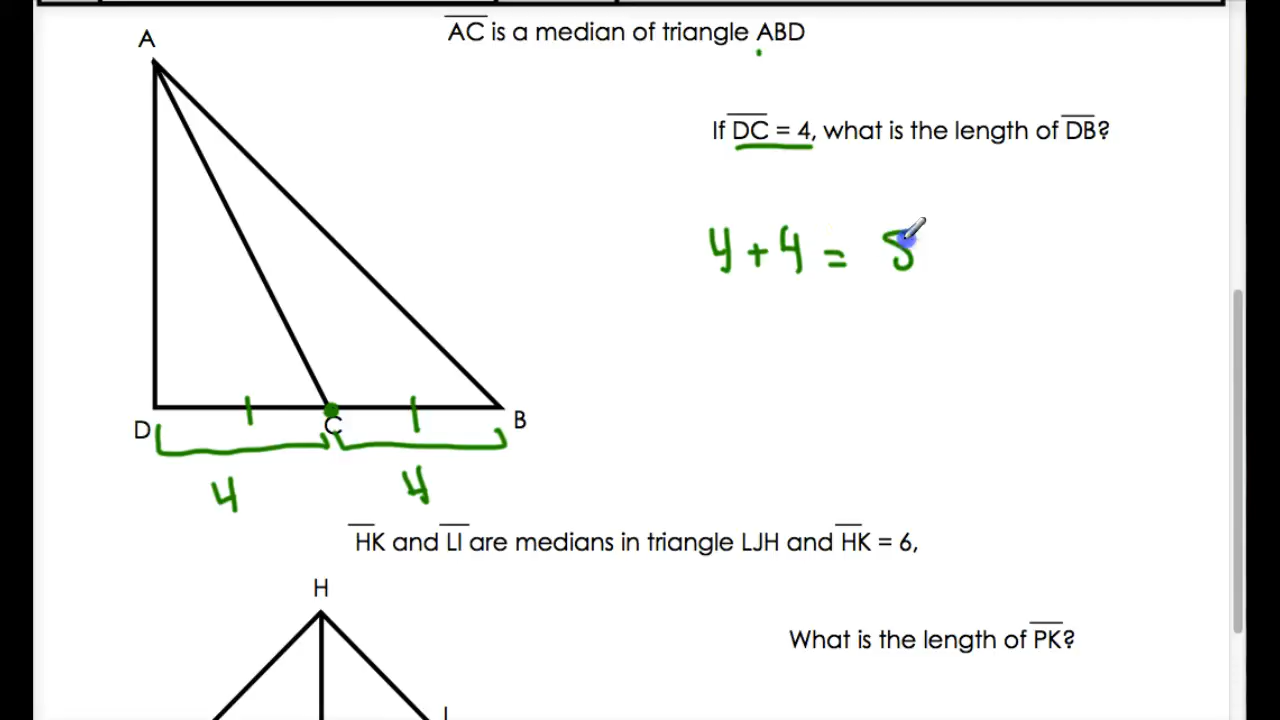 AC is a median of triangle ABD
A
If DC = 4, what is the length of DB?
4 + 4 = 8
D
C
B
4
4
HK and LI are medians in triangle LJH and HK = 6,
H
What is the length of PK?